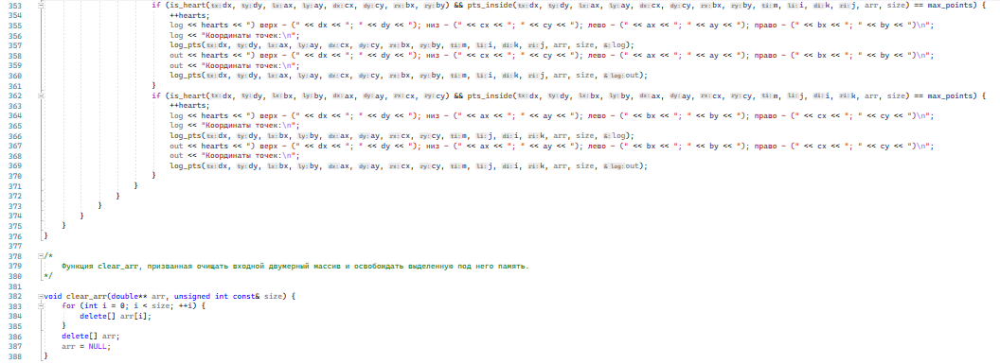 353 if (is_heart(tx:dx, ty:dy, lx:ax, ly:ay, dx:cx, dy:cy, rx:bx, ry:by) && pts_inside(tx:dx, ty:dy, lx:ax, ly:ay, dx:cx, dy:cy, rx:bx, ry:by, ti:m, li:i, di:k, ri:j, arr, size) == max_points) {
354 ++hearts;
355 log << hearts << ") верх - (" << dx << "; " << dy << "); низ - (" << cx << "; " << cy << "); лево - (" << ax << "; " << ay << "); право - (" << bx << "; " << by << ")\n";
356 log << "Координаты точек:\n";
357 log_pts(tx:dx, ty:dy, lx:ax, ly:ay, dx:cx, dy:cy, rx:bx, ry:by, ti:m, li:i, di:k, ri:j, arr, size, &:log);
358 out << hearts << ") верх - (" << dx << "; " << dy << "); низ - (" << cx << "; " << cy << "); лево - (" << ax << "; " << ay << "); право - (" << bx << "; " << by << ")\n";
359 out << "Координаты точек:\n";
360 log_pts(tx:dx, ty:dy, lx:ax, ly:ay, dx:cx, dy:cy, rx:bx, ry:by, ti:m, li:i, di:k, ri:j, arr, size, & log:out);
361 }
362 if (is_heart(tx:dx, ty:dy, lx:bx, ly:by, dx:ax, dy:ay, rx:cx, ry:cy) && pts_inside(tx:dx, ty:dy, lx:bx, ly:by, dx:ax, dy:ay, rx:cx, ry:cy, ti:m, li:j, di:i, ri:k, arr, size) == max_points) {
363 ++hearts;
364 log << hearts << ") верх - (" << dx << "; " << dy << "); низ - (" << ax << "; " << ay << "); лево - (" << bx << "; " << by << "); право - (" << cx << "; " << cy << ")\n";
365 log << "Координаты точек:\n";
366 log_pts(tx:dx, ty:dy, lx:bx, ly:by, dx:ax, dy:ay, rx:cx, ry:cy, ti:m, li:j, di:i, ri:k, arr, size, &:log);
367 out << hearts << ") верх - (" << dx << "; " << dy << "); низ - (" << ax << "; " << ay << "); лево - (" << bx << "; " << by << "); право - (" << cx << "; " << cy << ")\n";
368 out << "Координаты точек:\n";
369 log_pts(tx:dx, ty:dy, lx:bx, ly:by, dx:ax, dy:ay, rx:cx, ry:cy, ti:m, li:j, di:i, ri:k, arr, size, & log:out);
370 }
371 }
372 }
373 }
374 }
375 }
376 }
377
378 /*
379 Функция clear_arr, призванная очищать входной двумерный массив и освобождать выделенную под него память.
380 */
381
382 void clear_arr(double** arr, unsigned int const& size) {
383 for (int i = 0; i < size; ++i) {
384 delete[] arr[i];
385 }
386 delete[] arr;
387 arr = NULL;
388 }